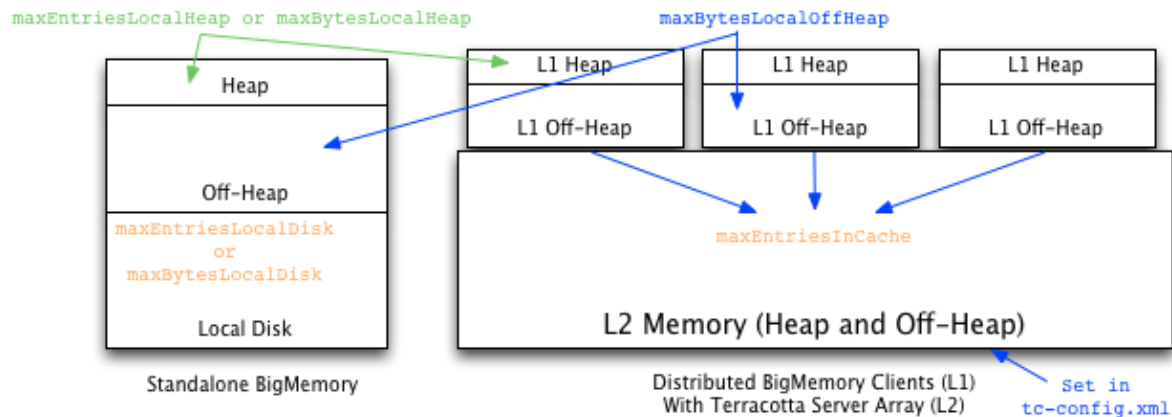 maxEntriesLocalHeap or maxBytesLocalHeap
maxBytesLocalOffHeap
Heap
Off-Heap
maxEntriesLocalDisk
or
maxBytesLocalDisk
Local Disk
Standalone BigMemory
L1 Heap
L1 Off-Heap
L1 Heap
L1 Off-Heap
L1 Heap
L1 Off-Heap
maxEntriesInCache
L2 Memory (Heap and Off-Heap)
Distributed BigMemory Clients (L1)
With Terracotta Server Array (L2)
Set in
tc-config.xml